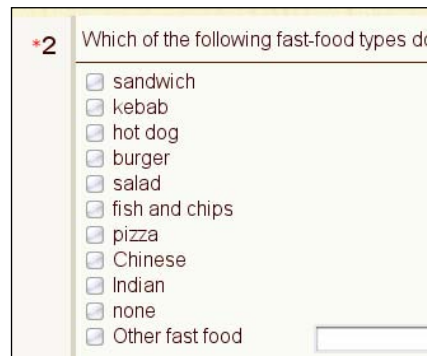 *2 Which of the following fast-food types
sandwich
kebab
hot dog
burger
salad
fish and chips
pizza
Chinese
Indian
none
Other fast food